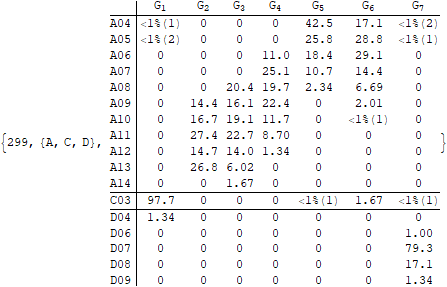 G1 G2 G3 G4 G5 G6 G7
A04 <1%(1) 0 0 0 42.5 17.1 <1%(2)
A05 <1%(2) 0 0 0 25.8 28.8 <1%(1)
A06 0 0 0 11.0 18.4 29.1 0
A07 0 0 0 25.1 10.7 14.4 0
A08 0 0 20.4 19.7 2.34 6.69 0
A09 0 14.4 16.1 22.4 0 2.01 0
A10 0 16.7 19.1 11.7 0 <1%(1) 0
{299, {A, C, D}, A11 0 27.4 22.7 8.70 0 0 0 }
A12 0 14.7 14.0 1.34 0 0 0
A13 0 26.8 6.02 0 0 0 0
A14 0 0 1.67 0 0 0 0
C03 97.7 0 0 0 <1%(1) 1.67 <1%(1)
D04 1.34 0 0 0 0 0 0
D06 0 0 0 0 0 0 1.00
D07 0 0 0 0 0 0 79.3
D08 0 0 0 0 0 0 17.1
D09 0 0 0 0 0 0 1.34